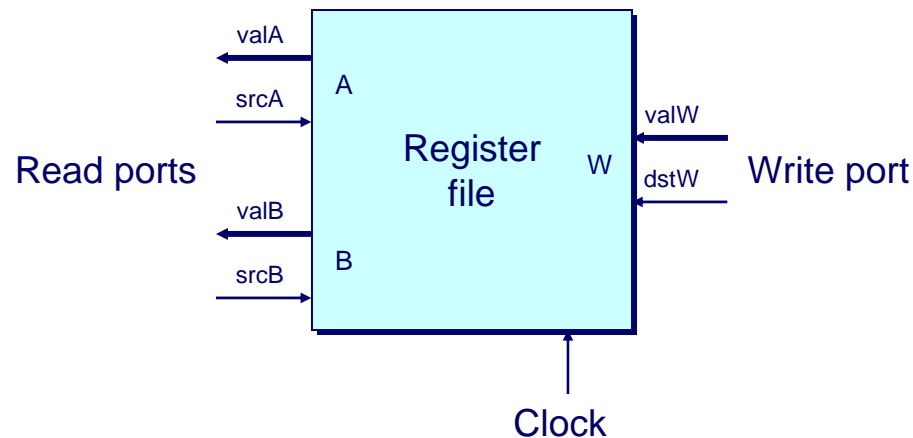 valA
A
srcA
Read ports
valB
B
srcB
Register
file
W
valW
dstW
Write port
Clock